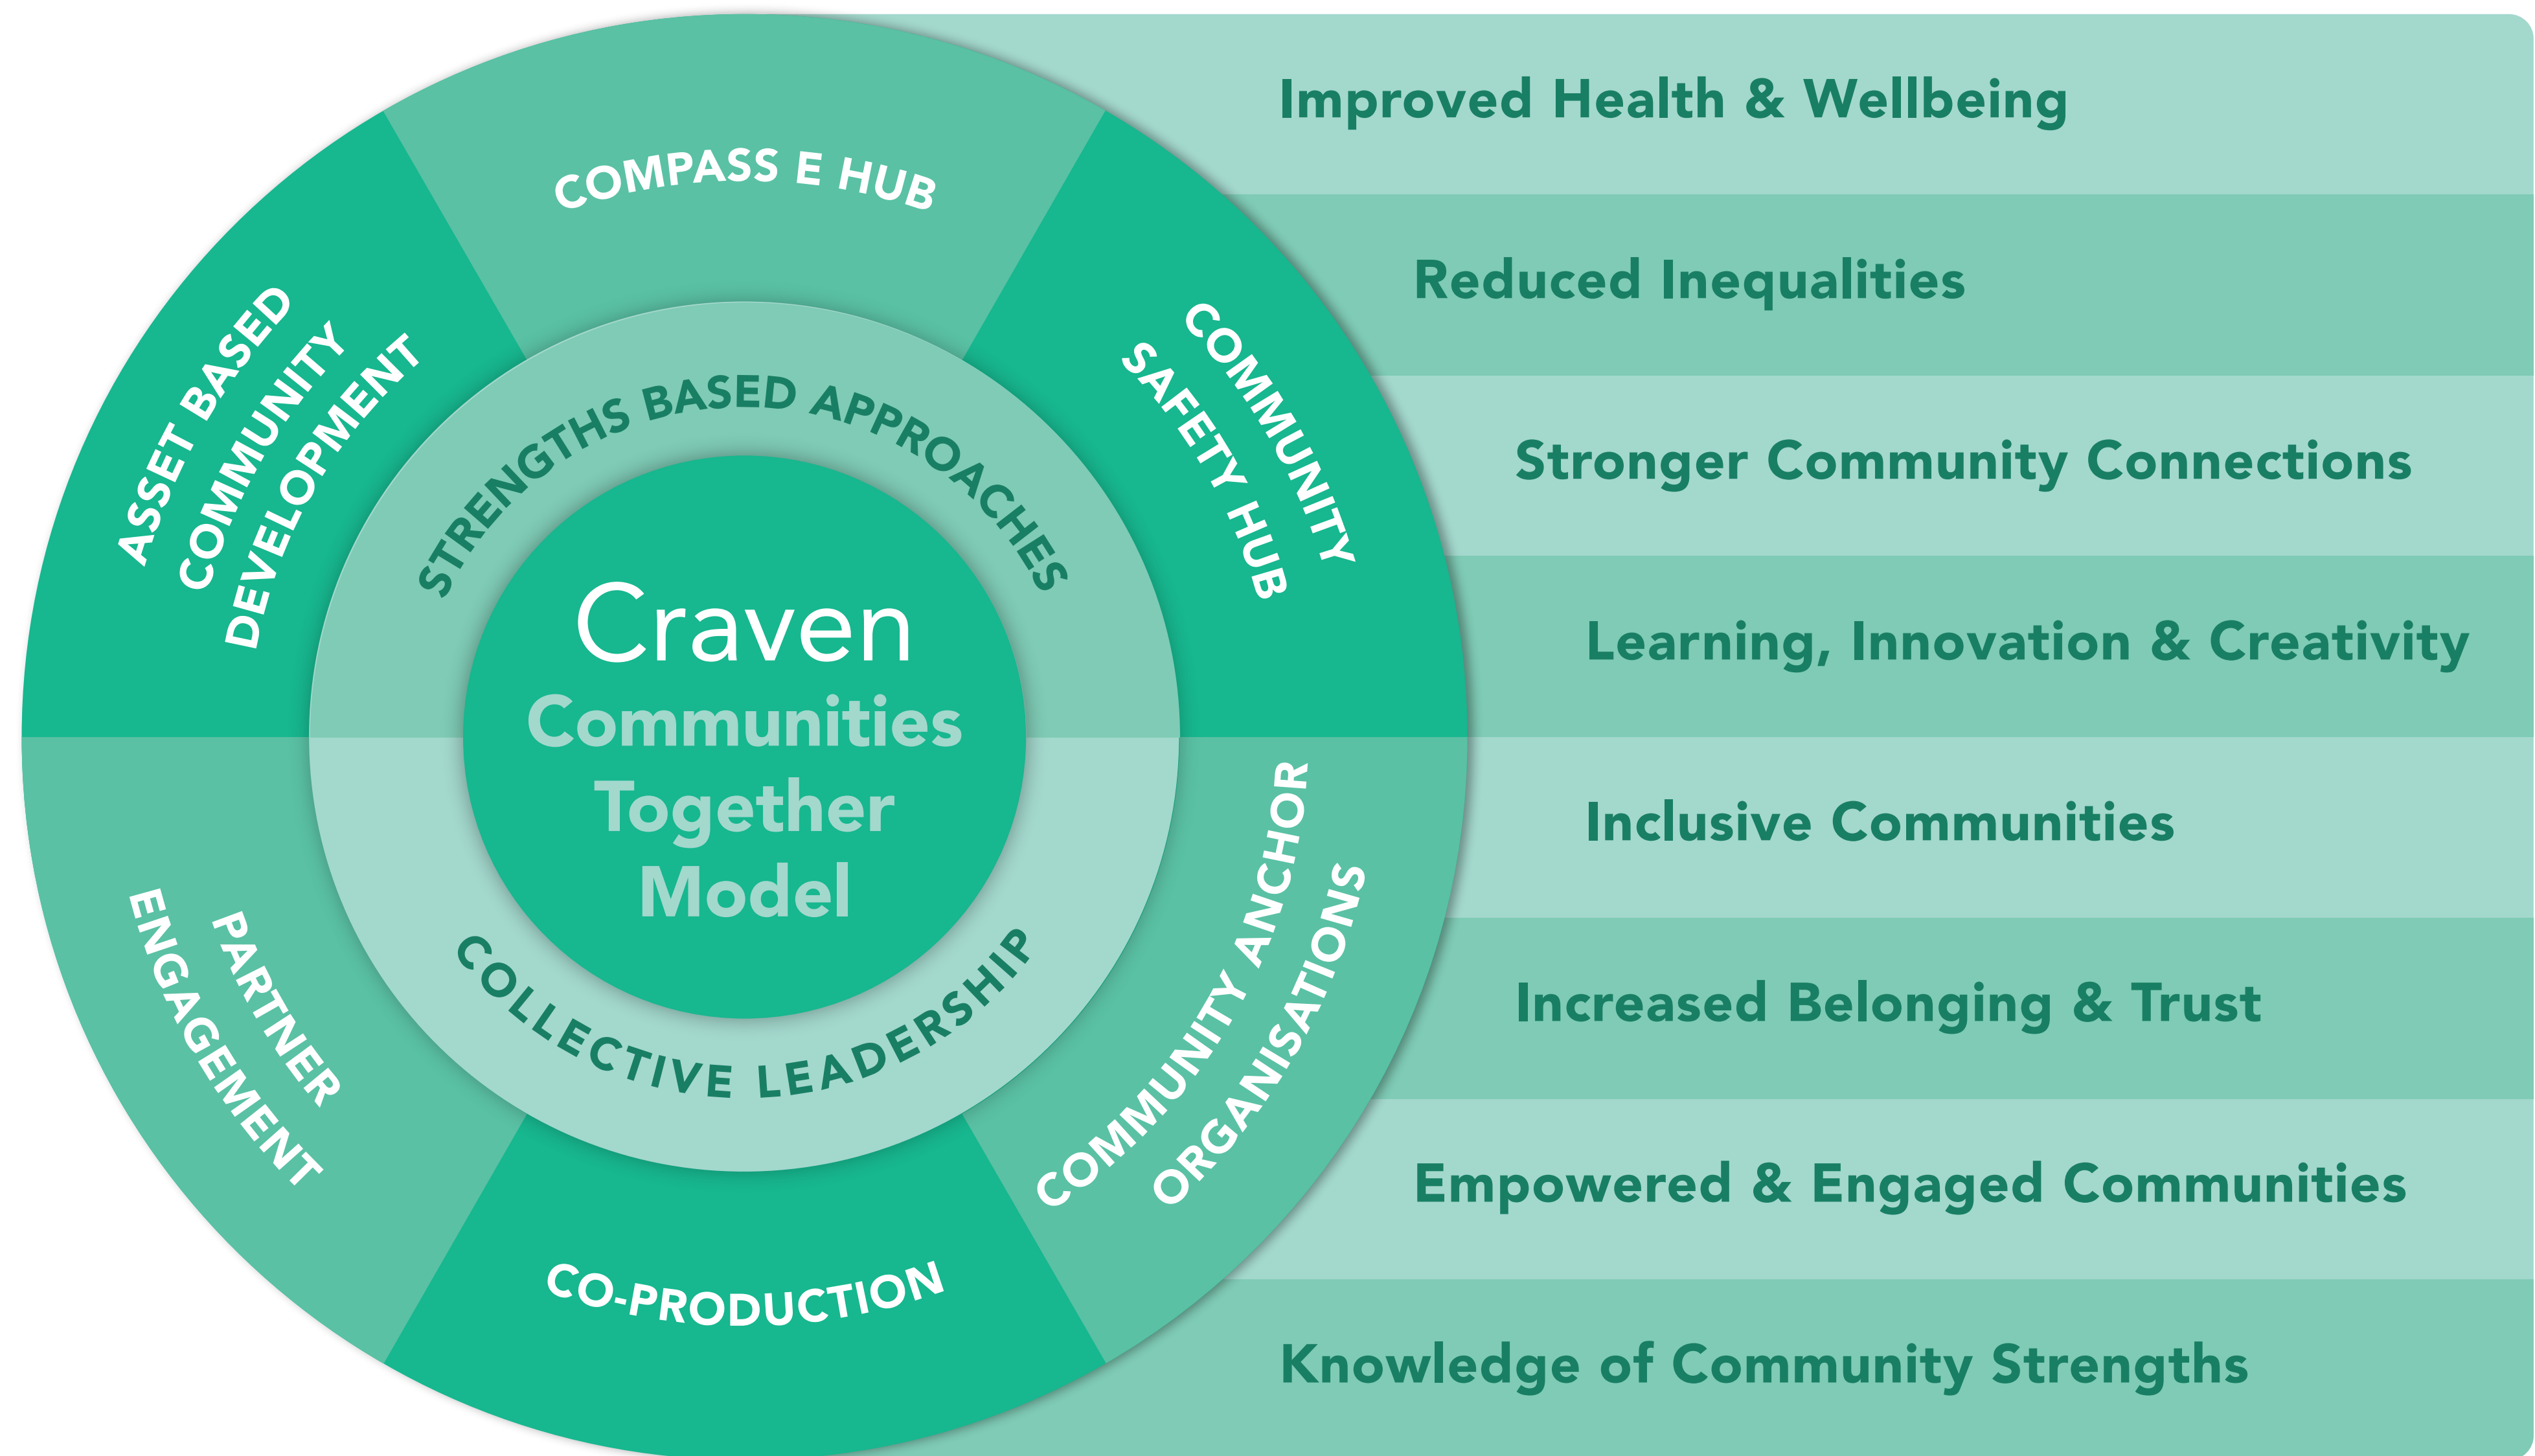 COMPASS E HUB
COMMUNITY
SAFETY HUB
COMMUNITY ANCHOR
ORGANISATIONS
CO-PRODUCTION
PARTNER
ENGAGEMENT
ASSET BASED
COMMUNITY
DEVELOPMENT
STRENGTHS BASED APPROACHES
COLLECTIVE LEADERSHIP
Craven
Communities
Together
Model
Improved Health & Wellbeing
Reduced Inequalities
Stronger Community Connections
Learning, Innovation & Creativity
Inclusive Communities
Increased Belonging & Trust
Empowered & Engaged Communities
Knowledge of Community Strengths